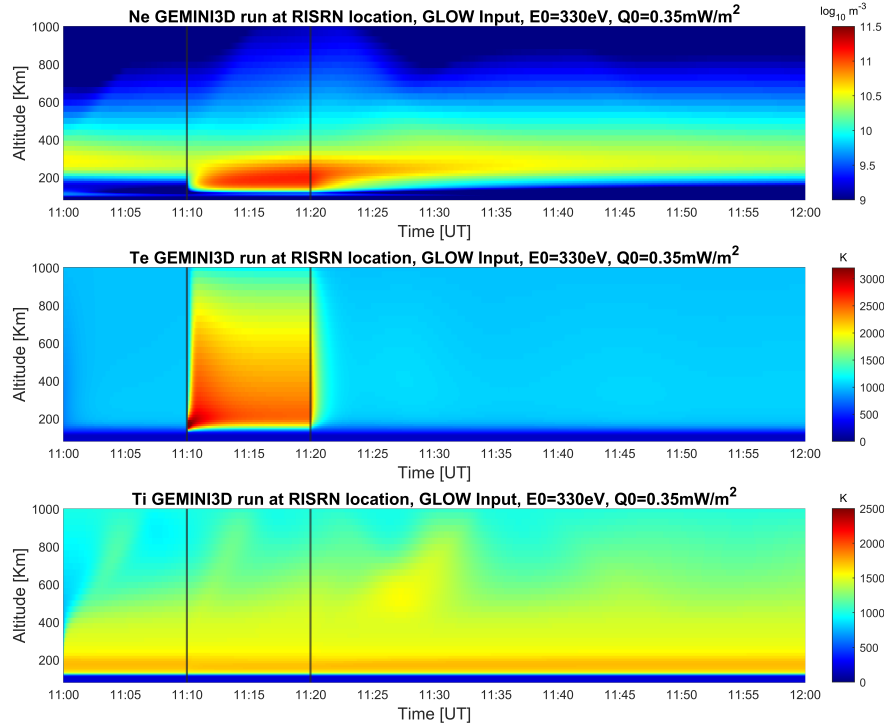 Ne GEMINI3D run at RISRN location, GLOW Input, E0=330eV, Q0=0.35mW/m²
log₁₀ m⁻³
1000
800
600
400
200
Altitude [Km]
11:00 11:05 11:10 11:15 11:20 11:25 11:30 11:35 11:40 11:45 11:50 11:55 12:00
Time [UT]
11.5
11
10.5
10
9.5
9
Te GEMINI3D run at RISRN location, GLOW Input, E0=330eV, Q0=0.35mW/m²
K
1000
800
600
400
200
Altitude [Km]
11:00 11:05 11:10 11:15 11:20 11:25 11:30 11:35 11:40 11:45 11:50 11:55 12:00
Time [UT]
3000
2500
2000
1500
1000
500
0
Ti GEMINI3D run at RISRN location, GLOW Input, E0=330eV, Q0=0.35mW/m²
K
1000
800
600
400
200
Altitude [Km]
11:00 11:05 11:10 11:15 11:20 11:25 11:30 11:35 11:40 11:45 11:50 11:55 12:00
Time [UT]
2500
2000
1500
1000
500
0